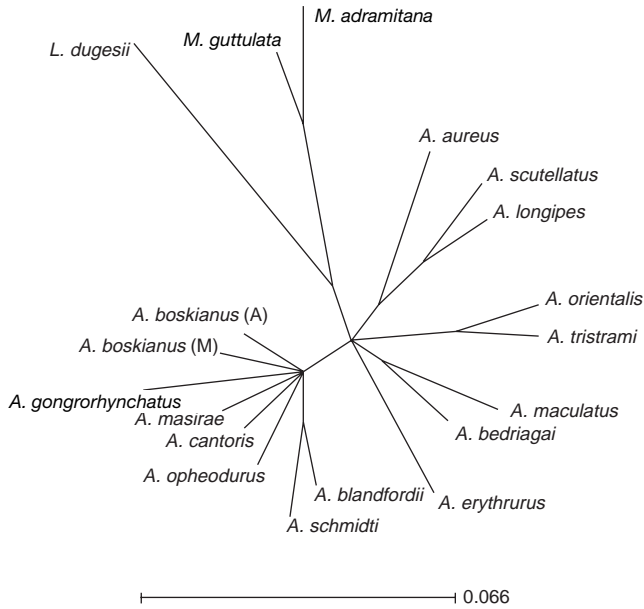 M. adramitana
M. guttulata
L. dugesii
A. aureus
A. scutellatus
A. longipes
A. orientalis
A. boskianus (A)
A. tristrami
A. boskianus (M)
A. gongrorhynchatus
A. maculatus
A. masirae
A. bedriagai
A. cantoris
A. opheodurus
A. blandfordii
A. erythrurus
A. schmidti
0.066